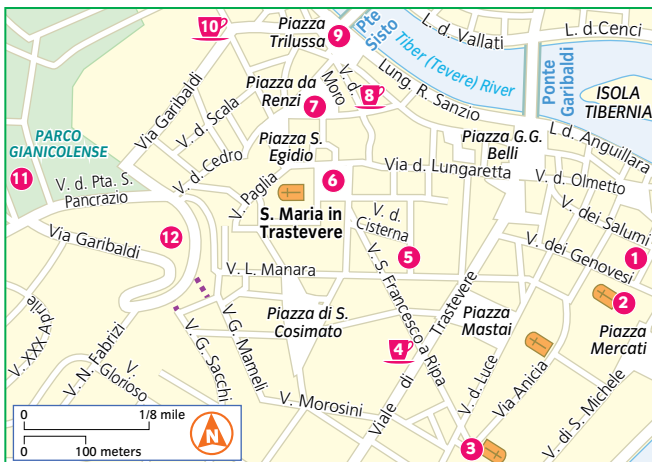 10
Piazza
Trilussa
9
Pte
Sisto
L. d. Vallati
L. d.Cenci
Tiber (Tevere) River
Ponte
Garibaldi
ISOLA
TIBERNIA
Piazza da
Renzi
7
V. d.
Moro
8
Lung. R. Sanzio
L. d. Anguillara
Via Garibaldi
V. d. Scala
PARCO
GIANICOLENSE
11
V. d. Pta. S.
Pancrazio
V. d. Cedro
Piazza S.
Egidio
Piazza G.G.
Belli
Via d. Lungaretta
V. d. Olmetto
V. Paglia
6
S. Maria in
Trastevere
V. d.
Cisterna
V. dei Salumi
V. dei Genovesi
1
2
Via Garibaldi
12
5
V. L. Manara
V. S. Francesco a Ripa
Piazza di S.
Cosimato
4
Viale di Trastevere
Piazza
Mastai
Piazza
Mercati
V. XXX Aprile
V. N. Fabrizi
V.
Glorioso
V. G. Sacchi
V. G. Mameli
V. Morosini
V. d. Luce
Via Anicia
V. di S. Michele
3
0
1/8 mile
0
100 meters
N